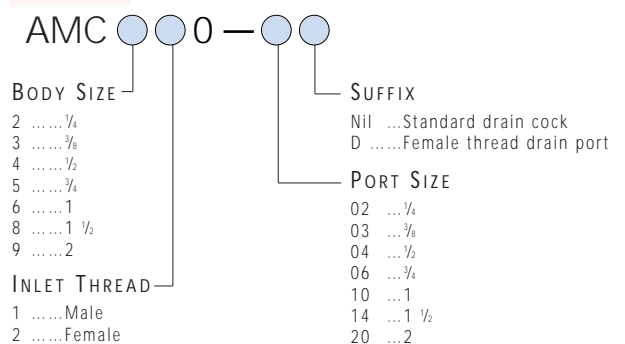 AMC 0 —
BODY SIZE
2 ......1/4
3 ......3/8
4 ......1/2
5 ......3/4
6 ......1
8 ......1 1/2
9 ......2
INLET THREAD
1 ......Male
2 ......Female
SUFFIX
Nil ...Standard drain cock
D ......Female thread drain port
PORT SIZE
02 ...1/4
03 ...3/8
04 ...1/2
06 ...3/4
10 ...1
14 ...1 1/2
20 ...2